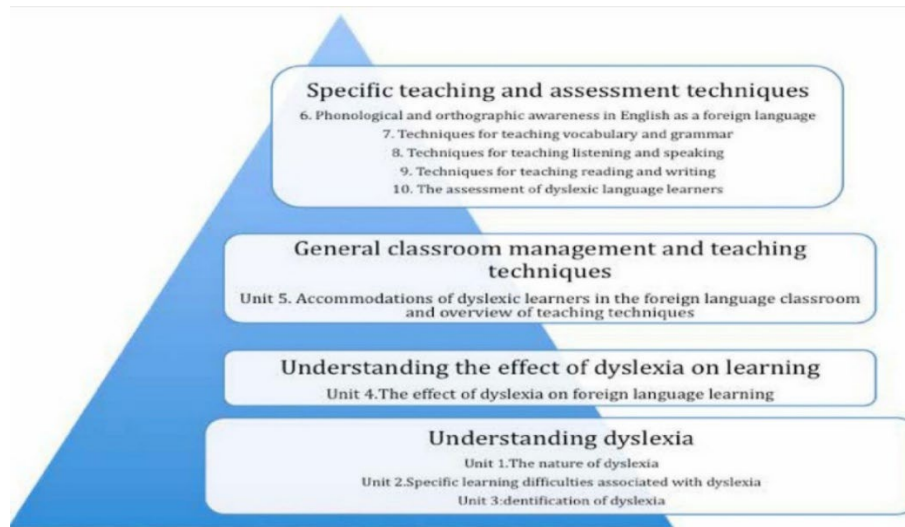 Specific teaching and assessment techniques
6. Phonological and orthographic awareness in English as a foreign language
7. Techniques for teaching vocabulary and grammar
8. Techniques for teaching listening and speaking
9. Techniques for teaching reading and writing
10. The assessment of dyslexic language learners
General classroom management and teaching
techniques
Unit 5. Accommodations of dyslexic learners in the foreign language classroom
and overview of teaching techniques
Understanding the effect of dyslexia on learning
Unit 4.The effect of dyslexia on foreign language learning
Understanding dyslexia
Unit 1.The nature of dyslexia
Unit 2.Specific learning difficulties associated with dyslexia
Unit 3:dentification of dyslexia